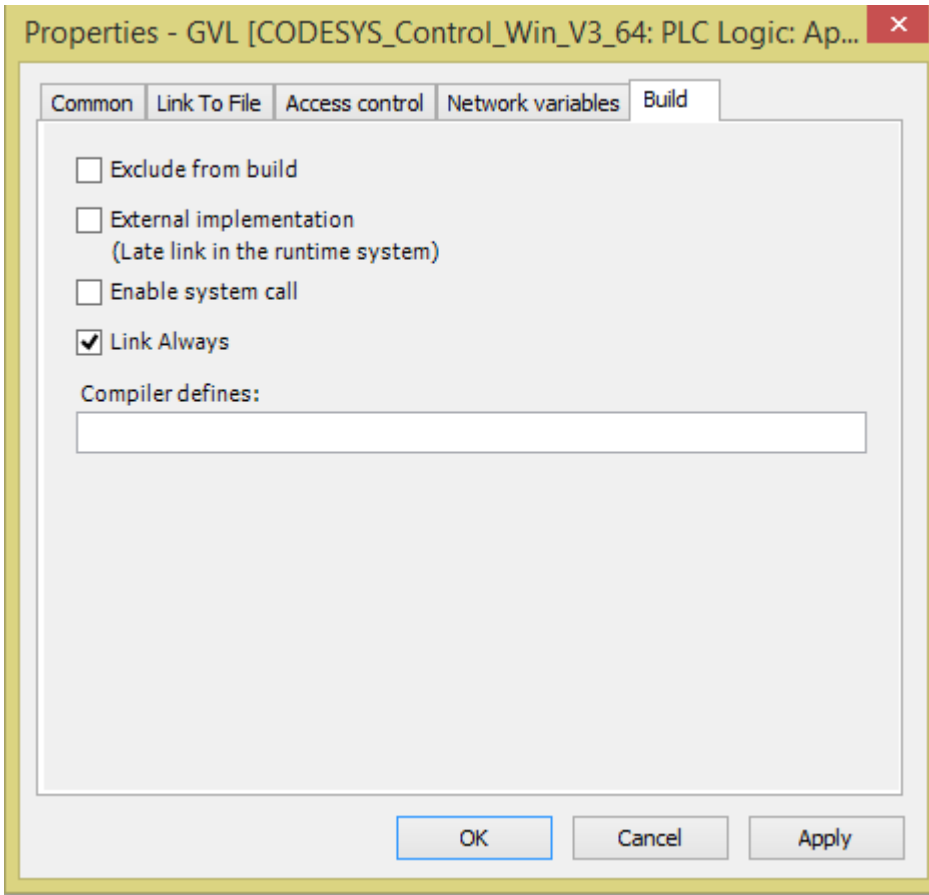 Properties - GVL [CODESYS_Control_Win_V3_64: PLC Logic: Ap...
Common Link To File Access control Network variables Build
Exclude from build
External implementation
(Late link in the runtime system)
Enable system call
Link Always
Compiler defines:
OK Cancel Apply